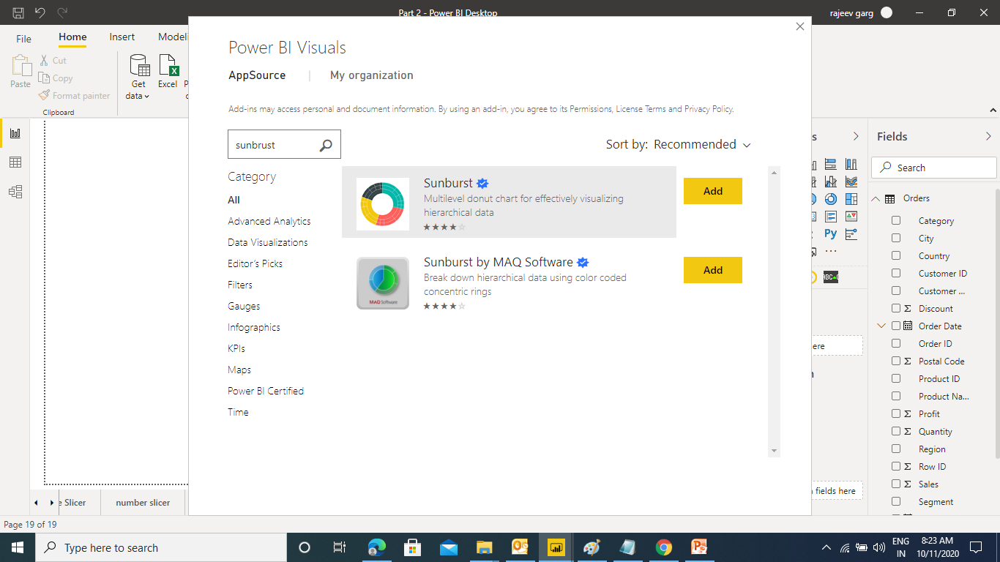 Part 2 - Power BI Desktop
rajeev garg
File
Home
Insert
Modeli
Paste
Cut
Copy
Format painter
Clipboard
Get
data
Excel
Power BI Visuals
AppSource
My organization
Add-ins may access personal and document information. By using an add-in, you agree to its Permissions, License Terms and Privacy Policy.
sunbrust
Sort by: Recommended
Category
All
Advanced Analytics
Data Visualizations
Editor's Picks
Filters
Gauges
Infographics
KPIs
Maps
Power BI Certified
Time
Sunburst
Multilevel donut chart for effectively visualizing
hierarchical data
Add
Sunburst by MAQ Software
Break down hierarchical data using color coded
concentric rings
MAQ Software
Add
s
Py
ere
fields here
Fields
Search
Orders
Category
City
Country
Customer ID
Customer ...
Σ Discount
Order Date
Order ID
Σ Postal Code
Product ID
Product Na...
Σ Profit
Σ Quantity
Region
Σ Row ID
Σ Sales
Segment
e Slicer
number slicer
Page 19 of 19
Type here to search
ENG
IN
8:23 AM
10/11/2020